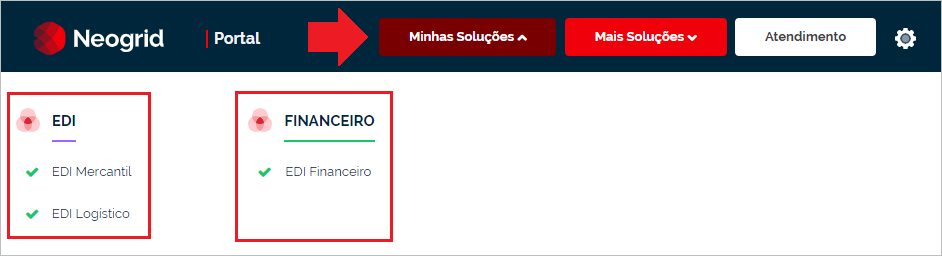 Neogrid
Portal
Minhas Soluções
Mais Soluções
Atendimento
EDI
EDI Mercantil
EDI Logístico
FINANCEIRO
EDI Financeiro